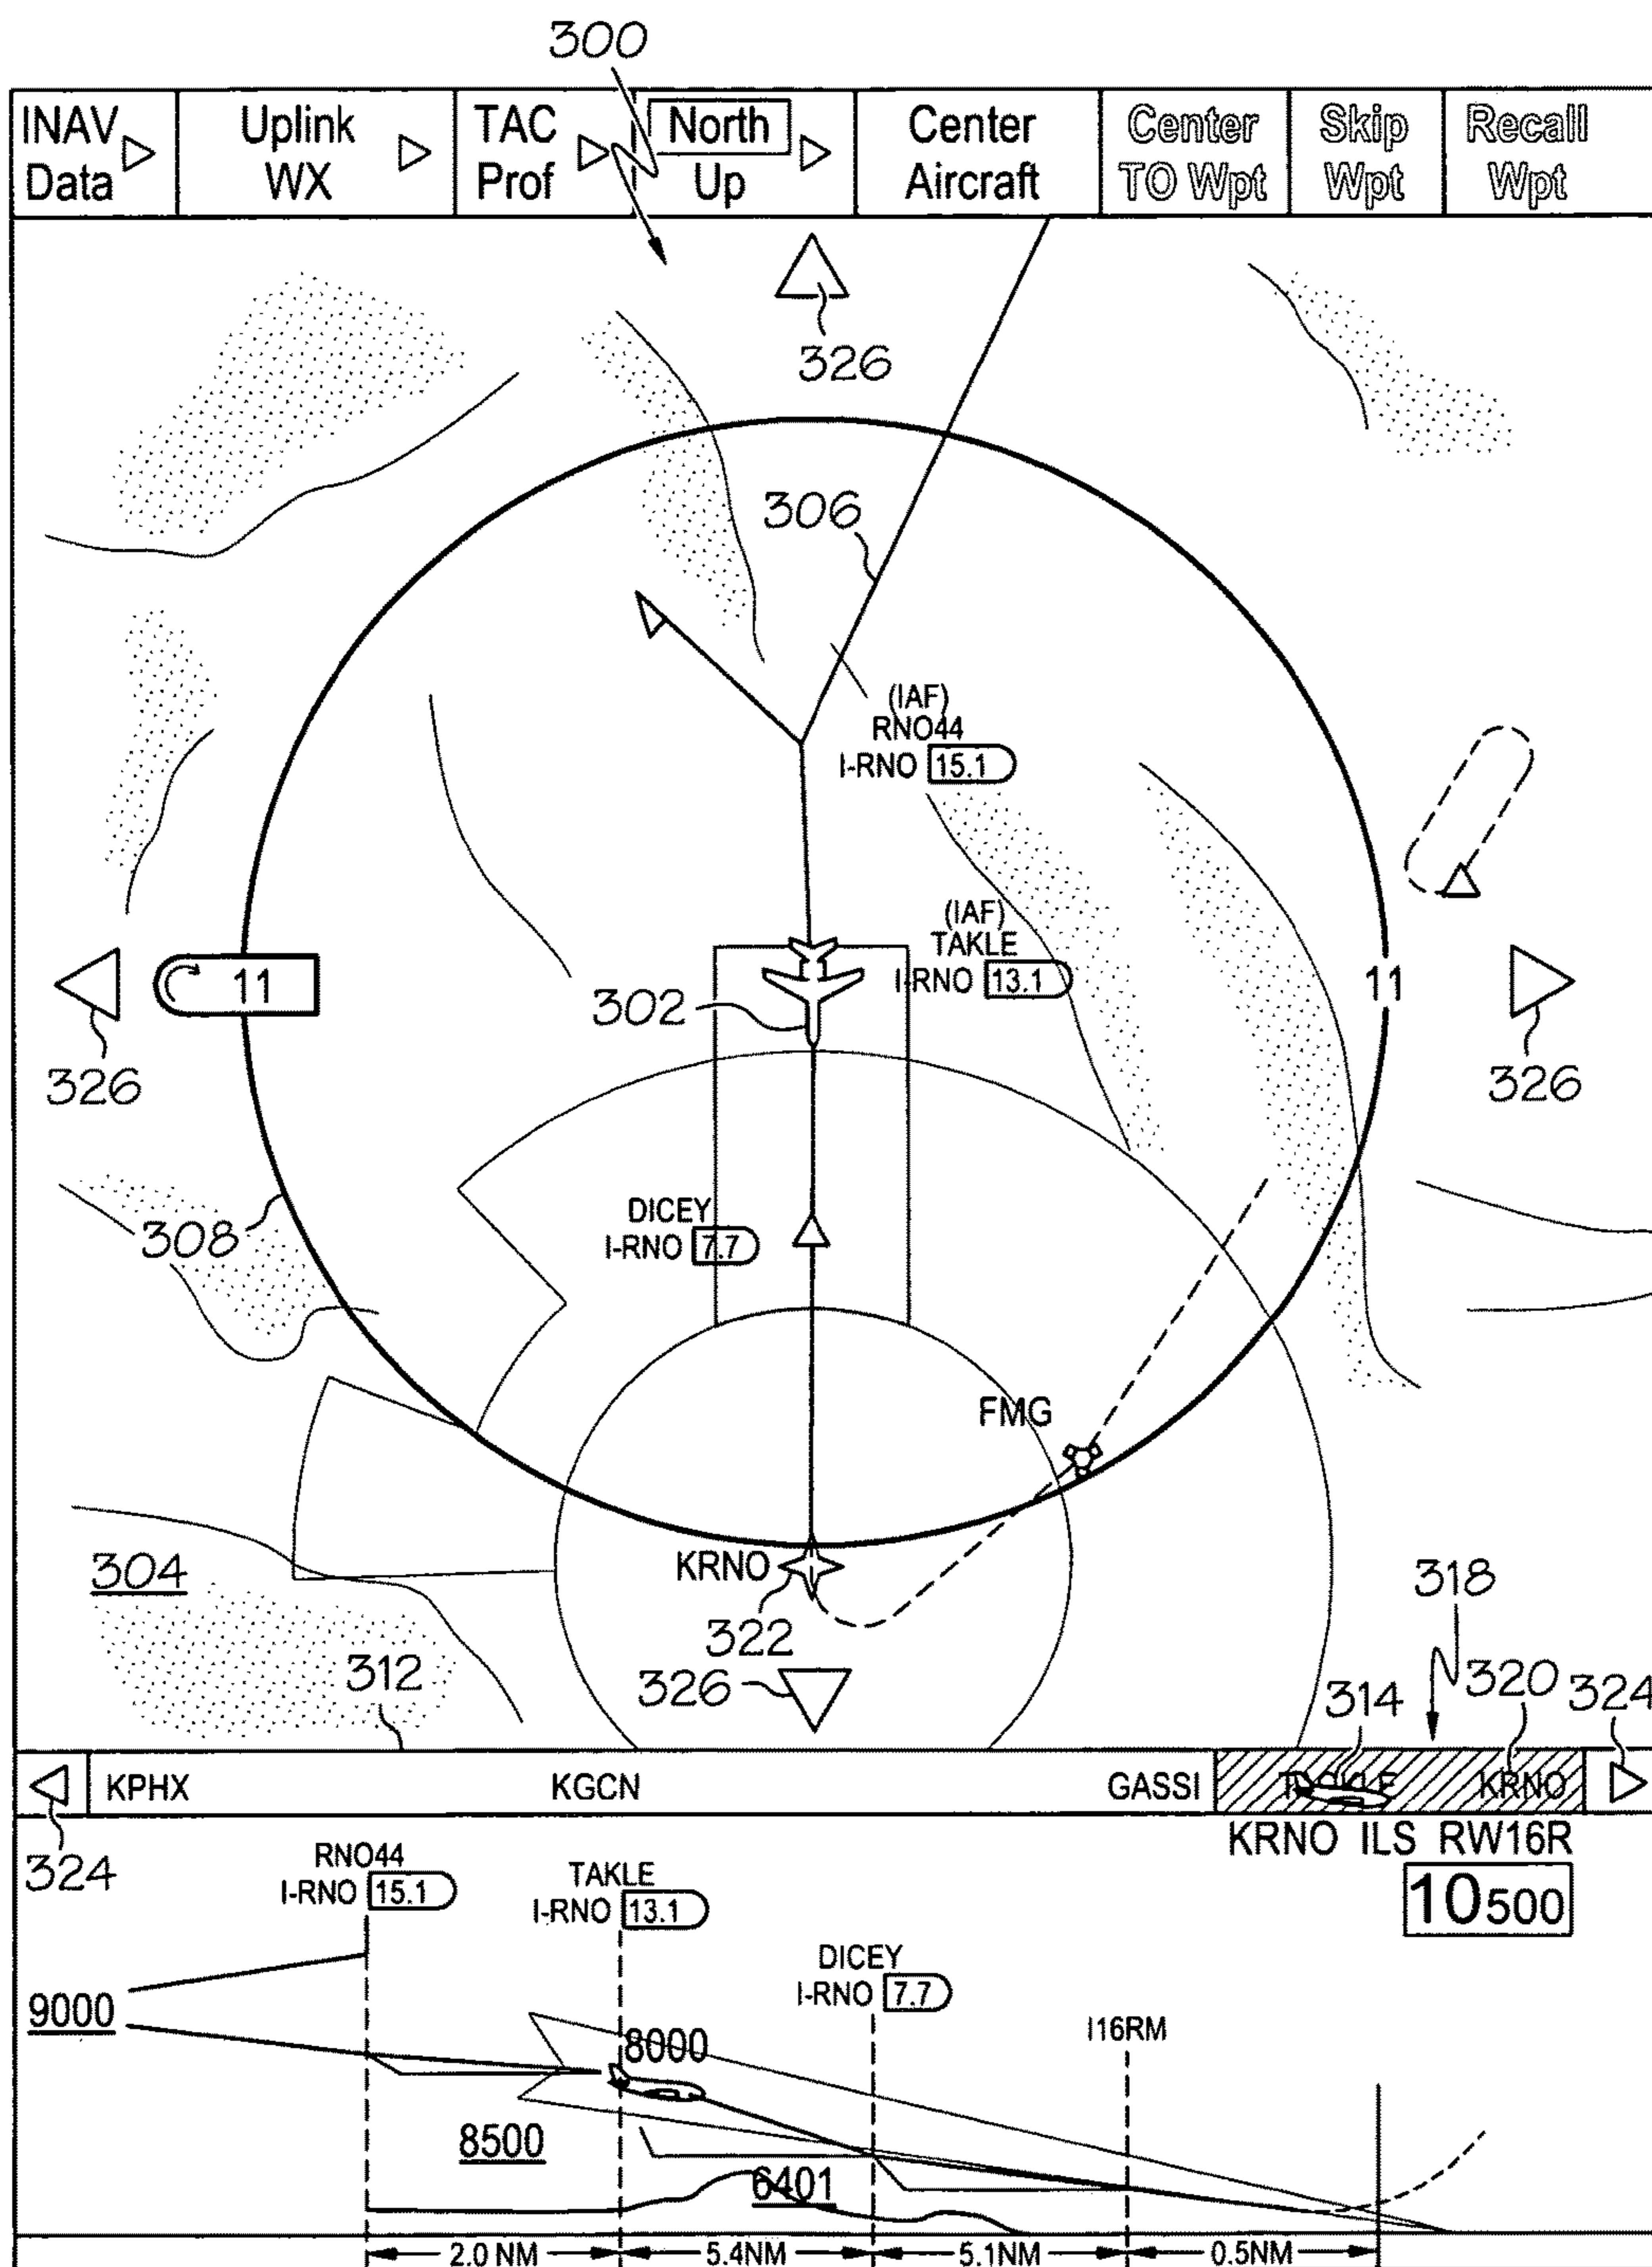 300
INAV Data
Uplink WX
TAC Prof
North Up
Center Aircraft
Center TO Wpt
Skip Wpt
Recall Wpt
326
306
(IAF)
RNO44
I-RNO 15.1
(IAF)
TAKLE
I-RNO 13.1
11
11
302
326
326
DICEY
I-RNO 7.7
308
FMG
304
KRNO
322
318
312
326
314
320
324
KPHX
KGCN
GASSI
KRNO
324
KRNO ILS RW16R
10500
RNO44
I-RNO 15.1
TAKLE
I-RNO 13.1
DICEY
I-RNO 7.7
I16RM
9000
8000
8500
6401
2.0 NM
5.4NM
5.1NM
0.5NM